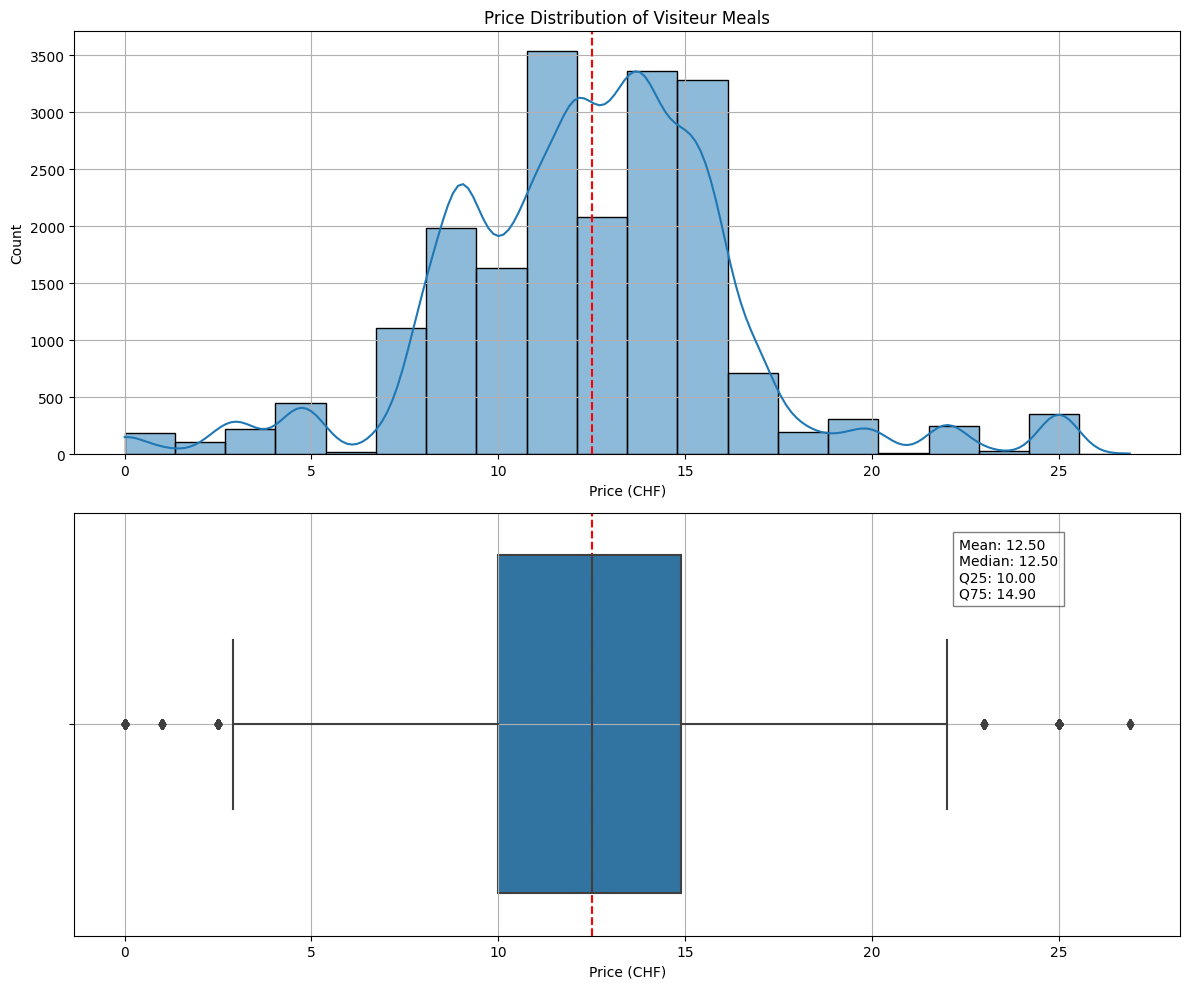 Price Distribution of Visiteur Meals
3500
3000
2500
2000
1500
1000
500
0
Count
0 5 10 15 20 25
Price (CHF)
Mean: 12.50
Median: 12.50
Q25: 10.00
Q75: 14.90
0 5 10 15 20 25
Price (CHF)